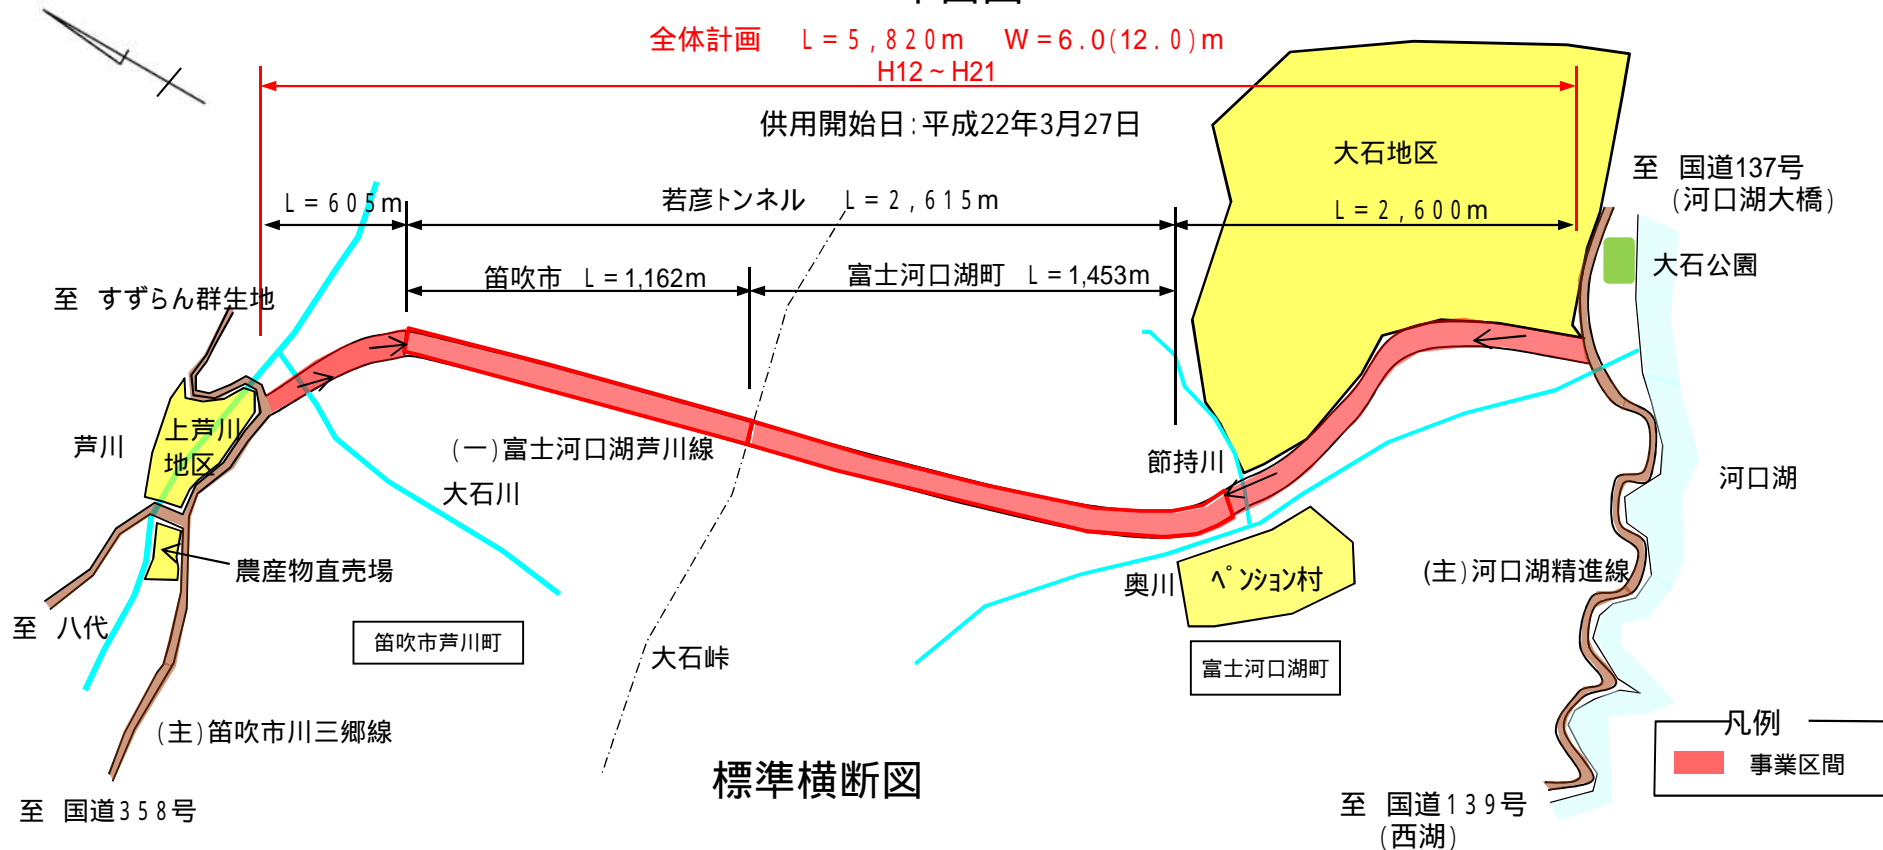 全体計画 L=5,820m W=6.0(12.0)m
H12~H21
供用開始日:平成22年3月27日
大石地区
至 国道137号
(河口湖大橋)
L=605m
若彦トンネル L=2,615m
L=2,600m
大石公園
笛吹市 L=1,162m
富士河口湖町 L=1,453m
至 すずらん群生地
上芦川
地区
芦川
(一)富士河口湖芦川線
大石川
節持川
河口湖
農産物直売場
奥川
ペンション村
(主)河口湖精進線
至 八代
笛吹市芦川町
大石峠
富士河口湖町
(主)笛吹市川三郷線
凡例
事業区間
標準横断図
至 国道358号
至 国道139号
(西湖)